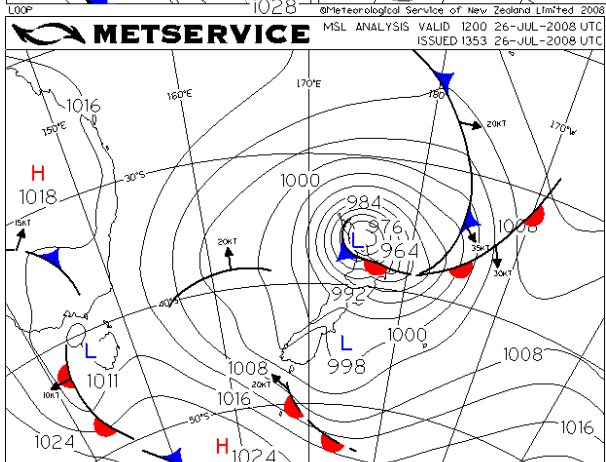 1028
LOOP
©Meteorological Service of New Zealand Limited 2008
METSERVICE
MSL ANALYSIS VALID 1200 26-JUL-2008 UTC
ISSUED 1353 26-JUL-2008 UTC
1016
160°E
170°E
180°
20KT
170°W
150°E
H
1018
30°S
1000
984
976
1008
15KT
20KT
L
964
35KT
30KT
992
40°S
L
1011
10KT
L
998
1000
1008
1008
20KT
1016
50°S
1016
1024
H
1024